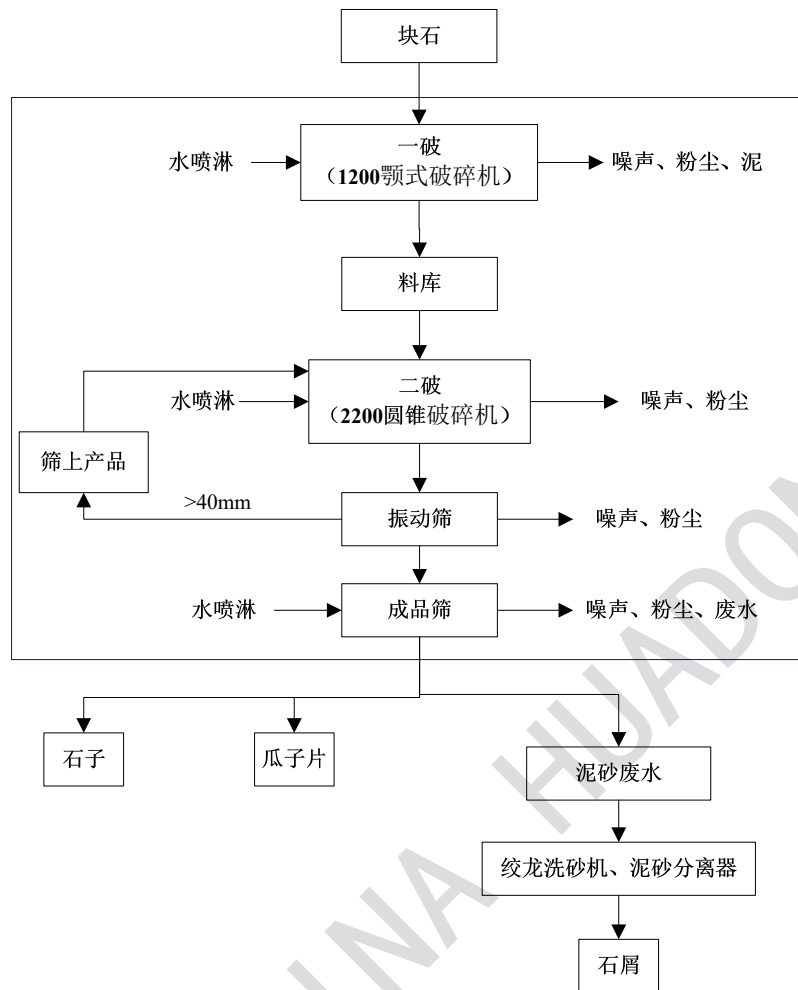 块石
一破
（1200颚式破碎机）
水喷淋
噪声、粉尘、泥
料库
二破
（2200圆锥破碎机）
水喷淋
噪声、粉尘
筛上产品
>40mm
振动筛
噪声、粉尘
水喷淋
成品筛
噪声、粉尘、废水
石子
瓜子片
泥砂废水
绞龙洗砂机、泥砂分离器
石屑